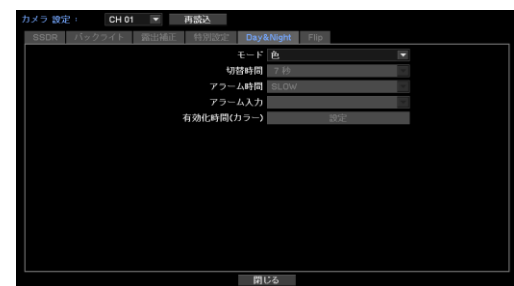 カメラ 設定 : CH 01 再読込
SSDR バックライト 露出補正 特別設定 Day&Night Flip
モード 色
切替時間 7 秒
アラーム時間 SLOW
アラーム入力
有効化時間(カラー) 設定
閉じる